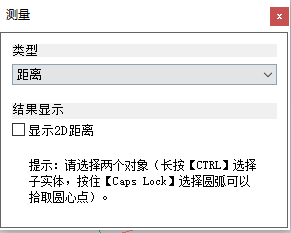 测量
x
类型
距离
结果显示
显示2D距离
提示: 请选择两个对象（长按【CTRL】选择
子实体，按住【Caps Lock】选择圆弧可以
拾取圆心点）。